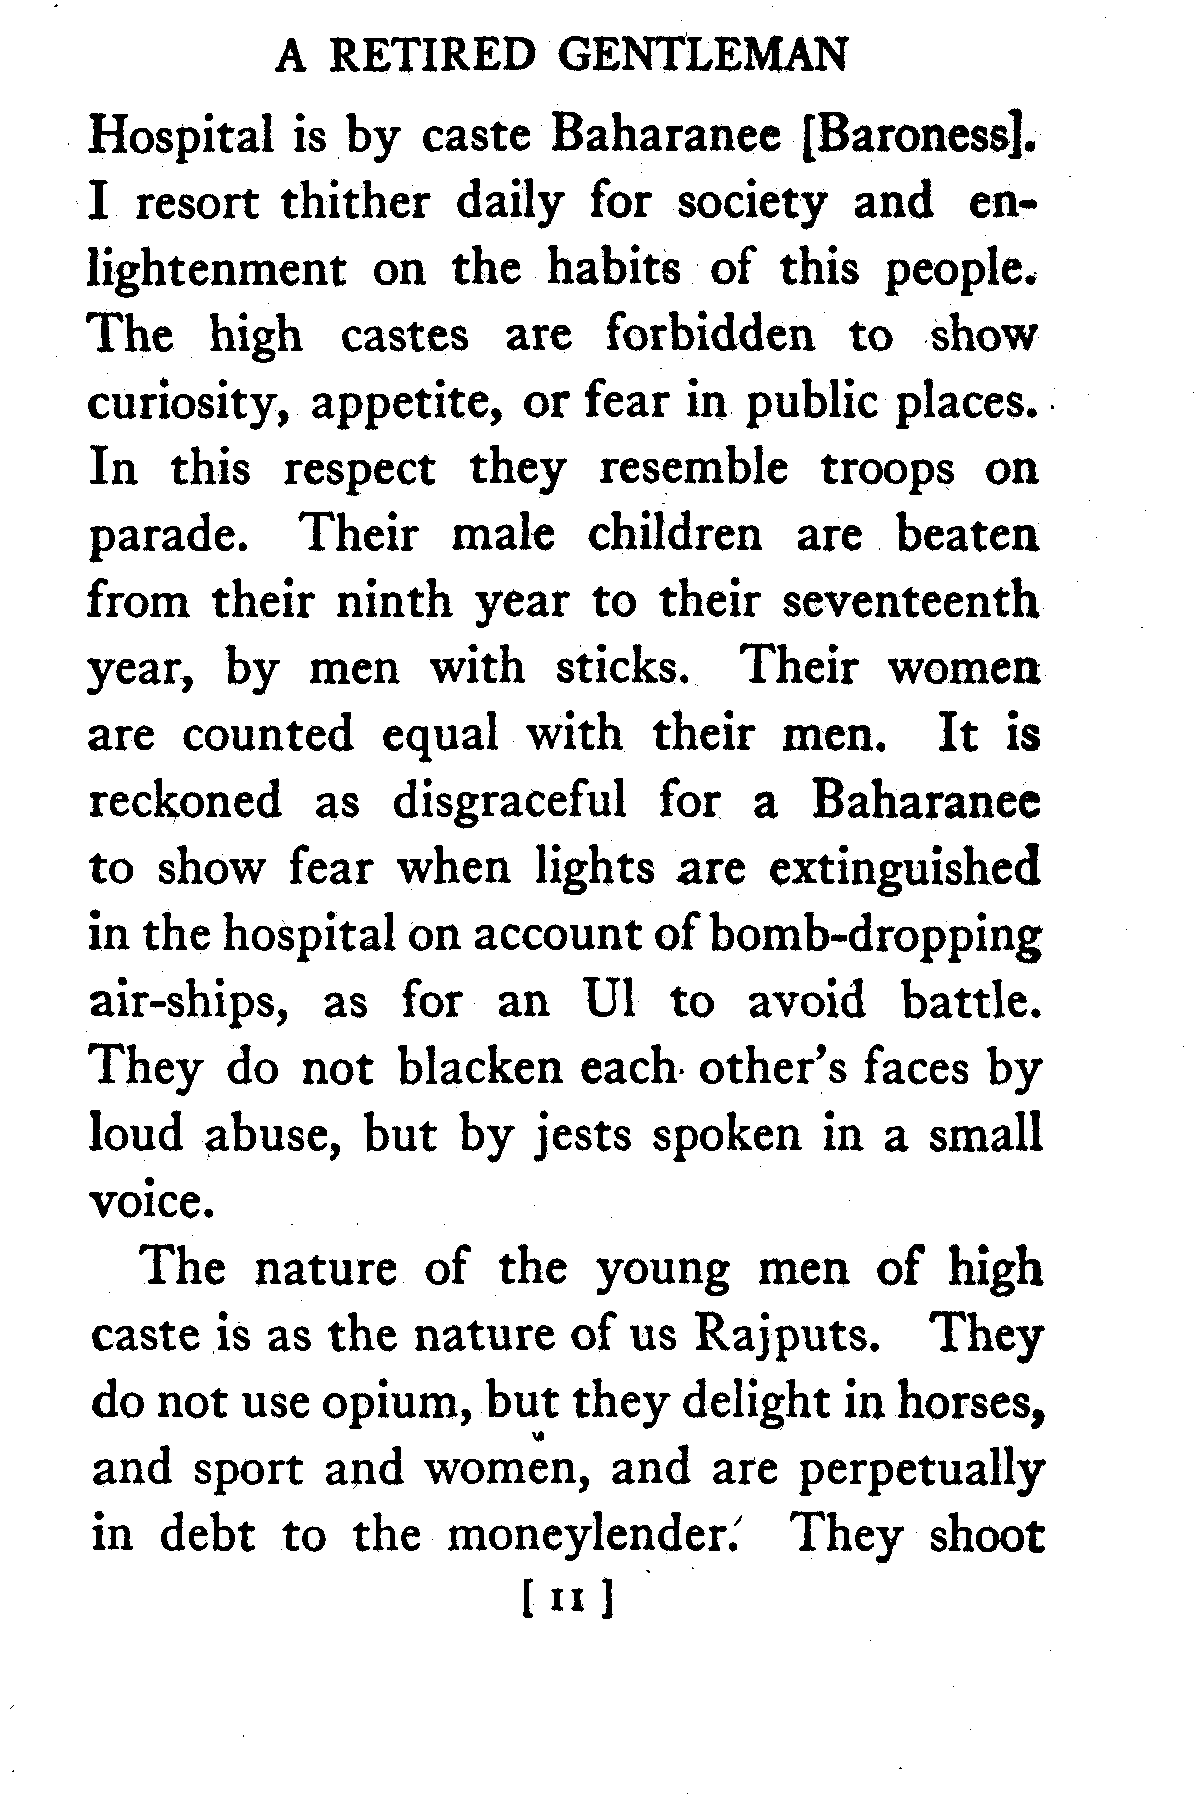 A RETIRED GENTLEMAN
Hospital is by caste Baharanee [Baroness].
I resort thither daily for society and en-
lightenment on the habits of this people.
The high castes are forbidden to show
curiosity, appetite, or fear in public places.
In this respect they resemble troops on
parade. Their male children are beaten
from their ninth year to their seventeenth
year, by men with sticks. Their women
are counted equal with their men. It is
reckoned as disgraceful for a Baharanee
to show fear when lights are extinguished
in the hospital on account of bomb-dropping
air-ships, as for an Ul to avoid battle.
They do not blacken each other's faces by
loud abuse, but by jests spoken in a small
voice.
The nature of the young men of high
caste is as the nature of us Rajputs. They
do not use opium, but they delight in horses,
and sport and women, and are perpetually
in debt to the moneylender. They shoot
[ 11 ]